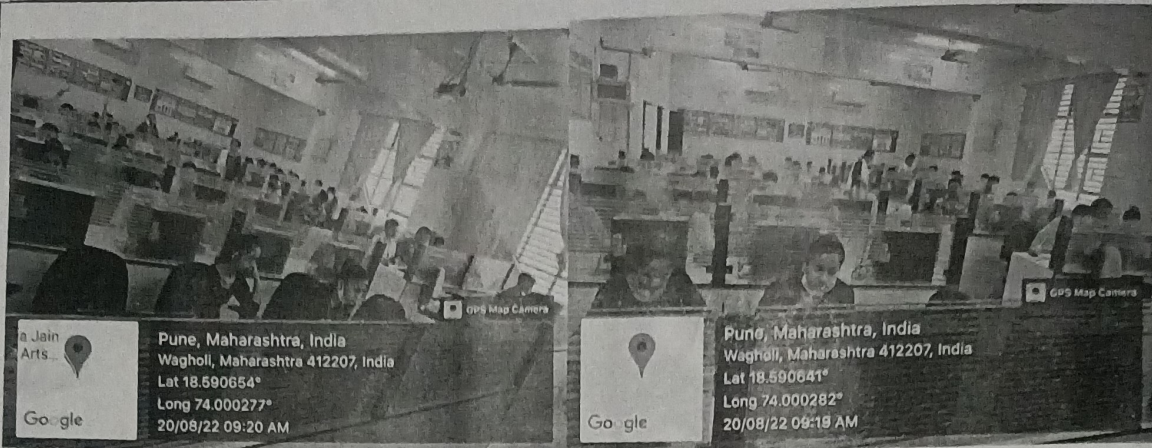 GPS Map Camera
a Jain
Arts...
Google
Pune, Maharashtra, India
Wagholi, Maharashtra 412207, India
Lat 18.590654°
Long 74.000277°
20/08/22 09:20 AM
GPS Map Camera
Google
Pune, Maharashtra, India
Wagholi, Maharashtra 412207, India
Lat 18.590641°
Long 74.000282°
20/08/22 09:19 AM